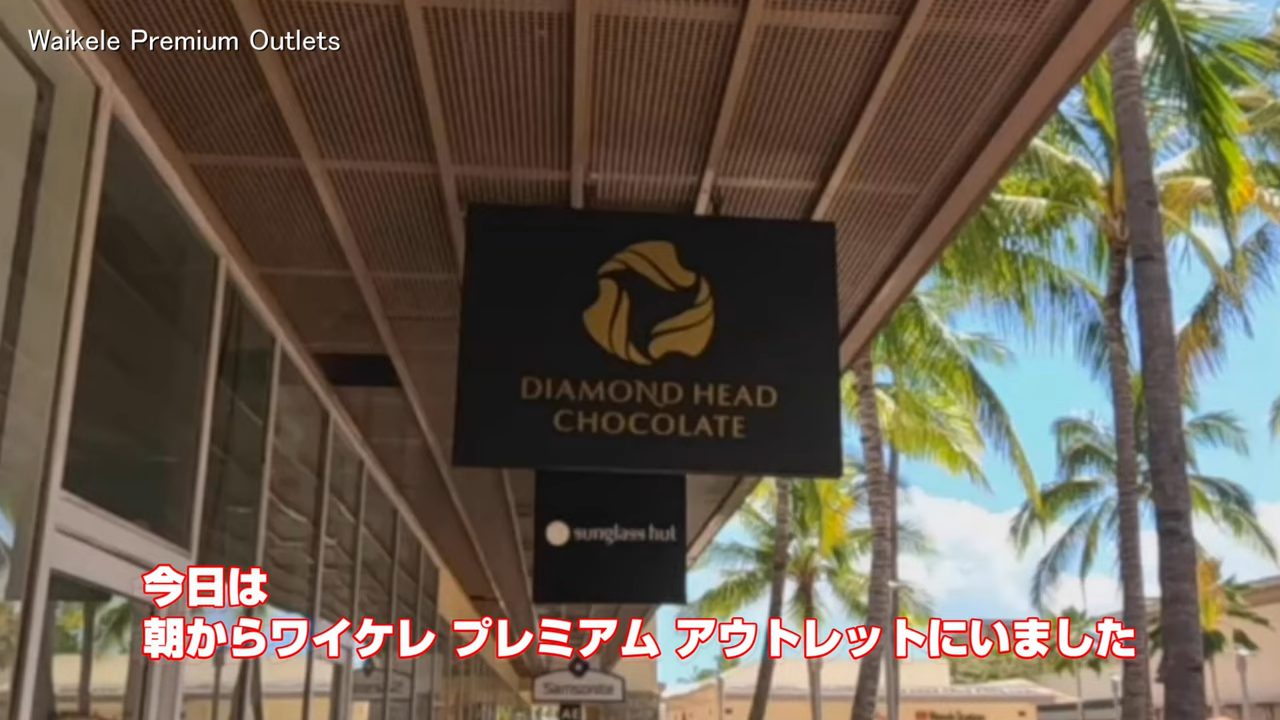 Waikele Premium Outlets
DIAMOND HEAD
CHOCOLATE
sunglass hut
Samsonite
今日は
朝からワイケレ プレミアム アウトレットにいました